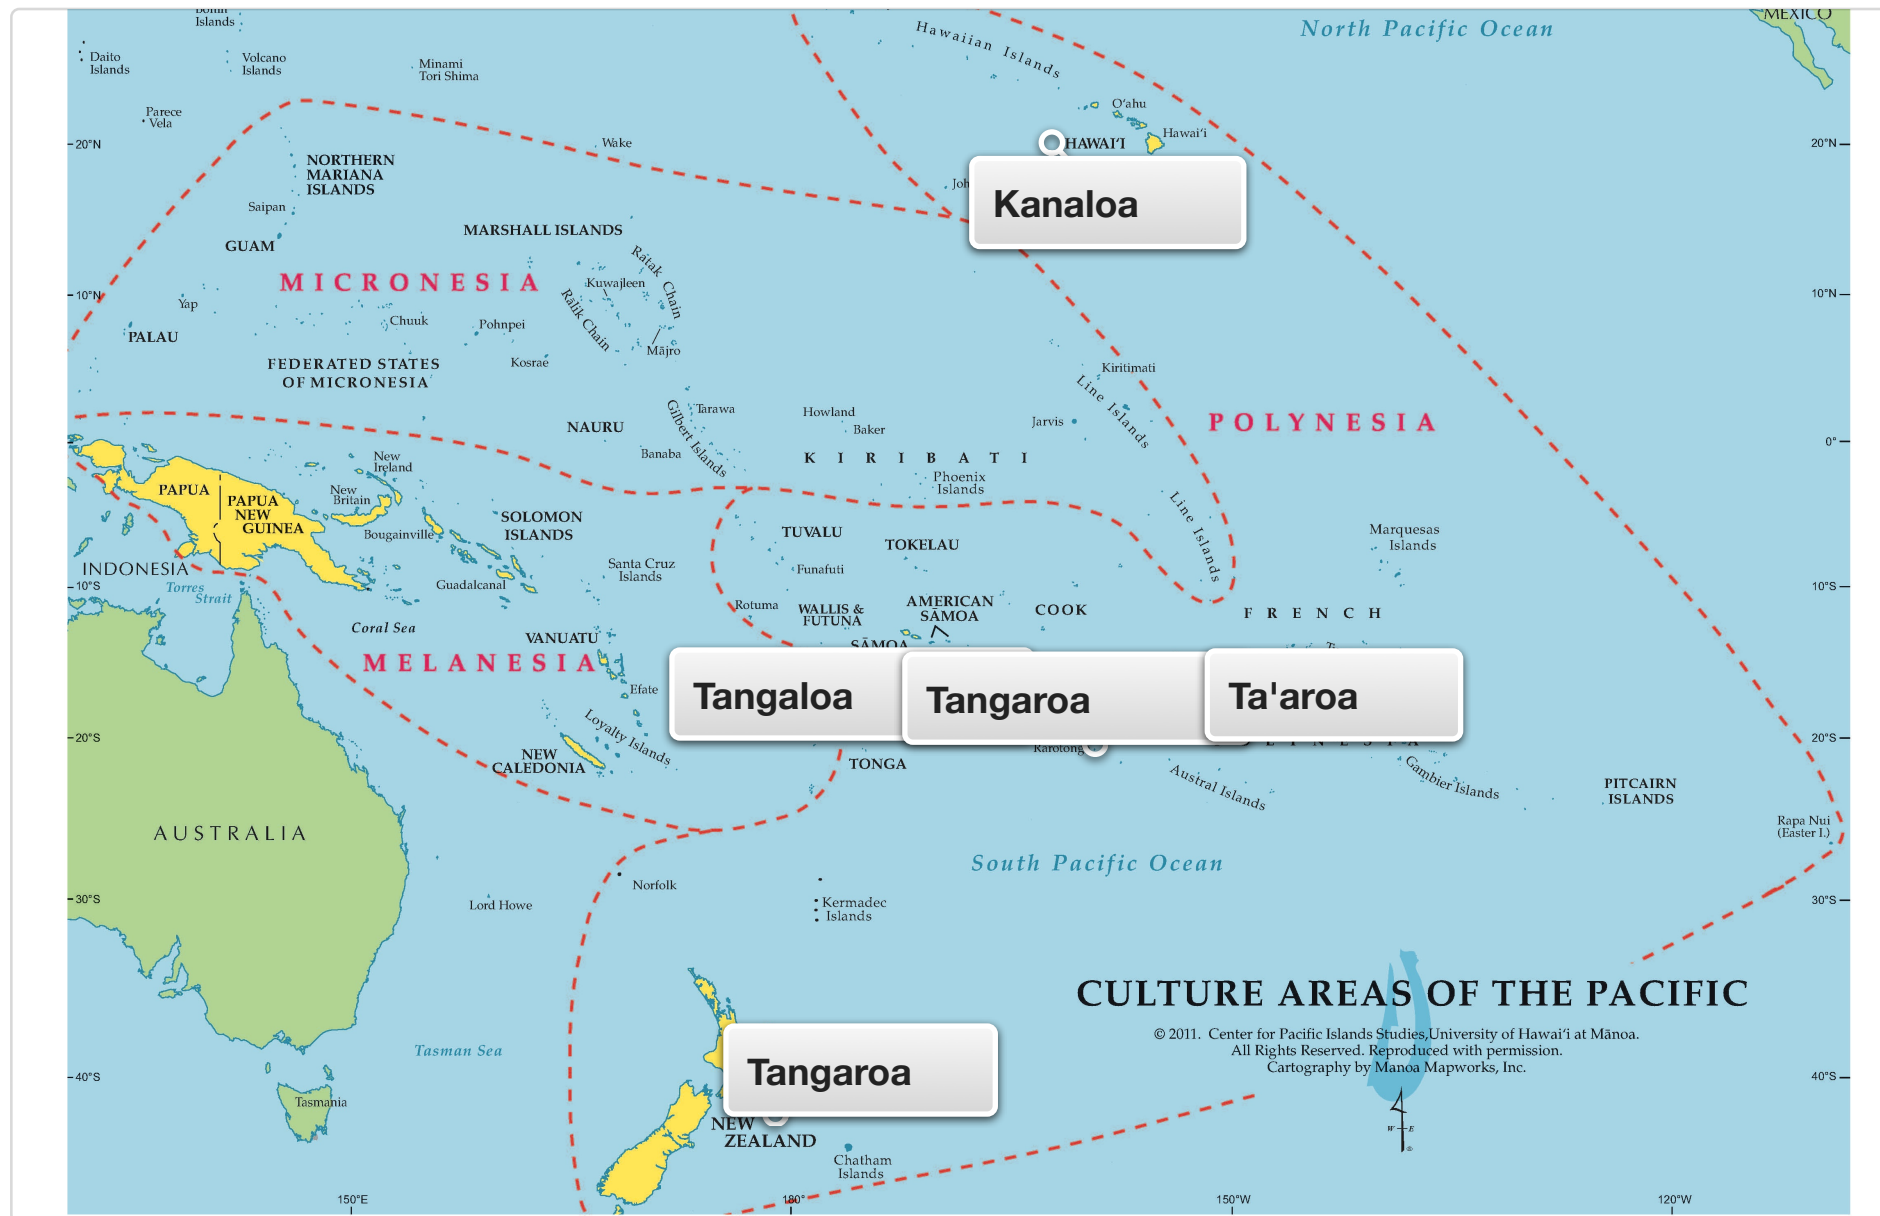 Bonin
Islands
Hawaiian Islands
North Pacific Ocean
MEXICO
Daito
Islands
Volcano
Islands
Minami
Tori Shima
Parece
Vela
O‘ahu
Hawai‘i
20°N
Wake
HAWAI‘I
20°N
NORTHERN
MARIANA
ISLANDS
Kanaloa
Saipan
GUAM
MARSHALL ISLANDS
Ratak Chain
MICRONESIA
Kuwajleen
Rālik Chain
10°N
Yap
10°N
Chuuk
Pohnpei
PALAU
Mājro
FEDERATED STATES
OF MICRONESIA
Kosrae
Kiritimati
Line Islands
Tarawa
Gilbert Islands
Howland
Baker
Jarvis
POLYNESIA
NAURU
Banaba
KIRIBATI
0°
New
Ireland
Phoenix
Islands
PAPUA
PAPUA
NEW
GUINEA
New
Britain
Line Islands
SOLOMON
ISLANDS
Bougainville
TUVALU
TOKELAU
Marquesas
Islands
INDONESIA
Santa Cruz
Islands
Funafuti
10°S
Torres
Strait
Guadalcanal
10°S
Rotuma
WALLIS &
FUTUNA
AMERICAN
SĀMOA
COOK
FRENCH
Coral Sea
VANUATU
SĀMOA
MELANESIA
Efate
Tangaloa
Tangaroa
Ta'aroa
Loyalty Islands
20°S
20°S
NEW
CALEDONIA
TONGA
Austral Islands
Gambier Islands
PITCAIRN
ISLANDS
AUSTRALIA
Rapa Nui
(Easter I.)
South Pacific Ocean
Norfolk
30°S
Lord Howe
Kermadec
Islands
30°S
CULTURE AREAS OF THE PACIFIC
© 2011. Center for Pacific Islands Studies,University of Hawai‘i at Mānoa.
All Rights Reserved. Reproduced with permission.
Cartography by Manoa Mapworks, Inc.
Tasman Sea
Tangaroa
40°S
40°S
Tasmania
NEW
ZEALAND
W E
Chatham
Islands
150°E
180°
150°W
120°W